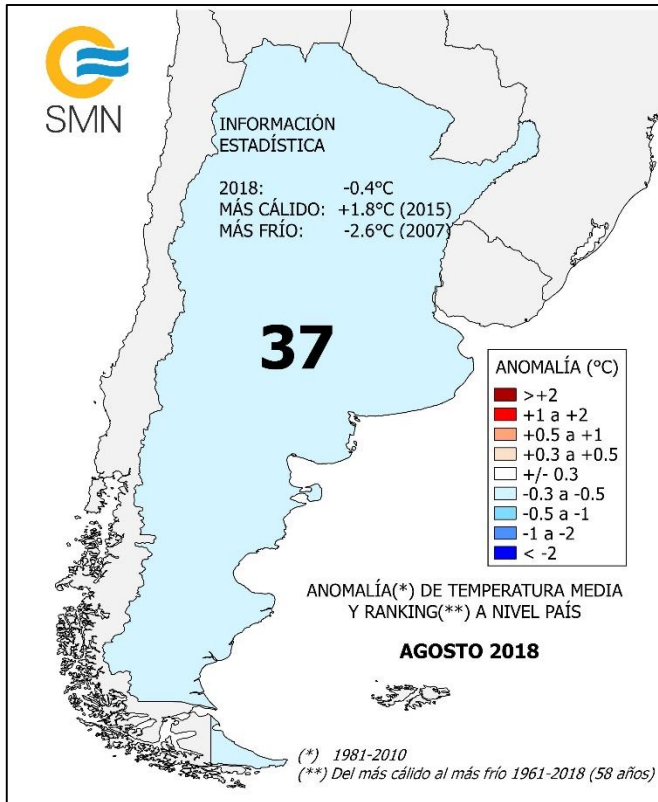 SMN
INFORMACIÓN
ESTADÍSTICA
2018: -0.4°C
MÁS CÁLIDO: +1.8°C (2015)
MÁS FRÍO: -2.6°C (2007)
37
ANOMALÍA (°C)
>+2
+1 a +2
+0.5 a +1
+0.3 a +0.5
+/- 0.3
-0.3 a -0.5
-0.5 a -1
-1 a -2
< -2
ANOMALÍA(*) DE TEMPERATURA MEDIA
Y RANKING(**) A NIVEL PAÍS
AGOSTO 2018
(*) 1981-2010
(**) Del más cálido al más frío 1961-2018 (58 años)